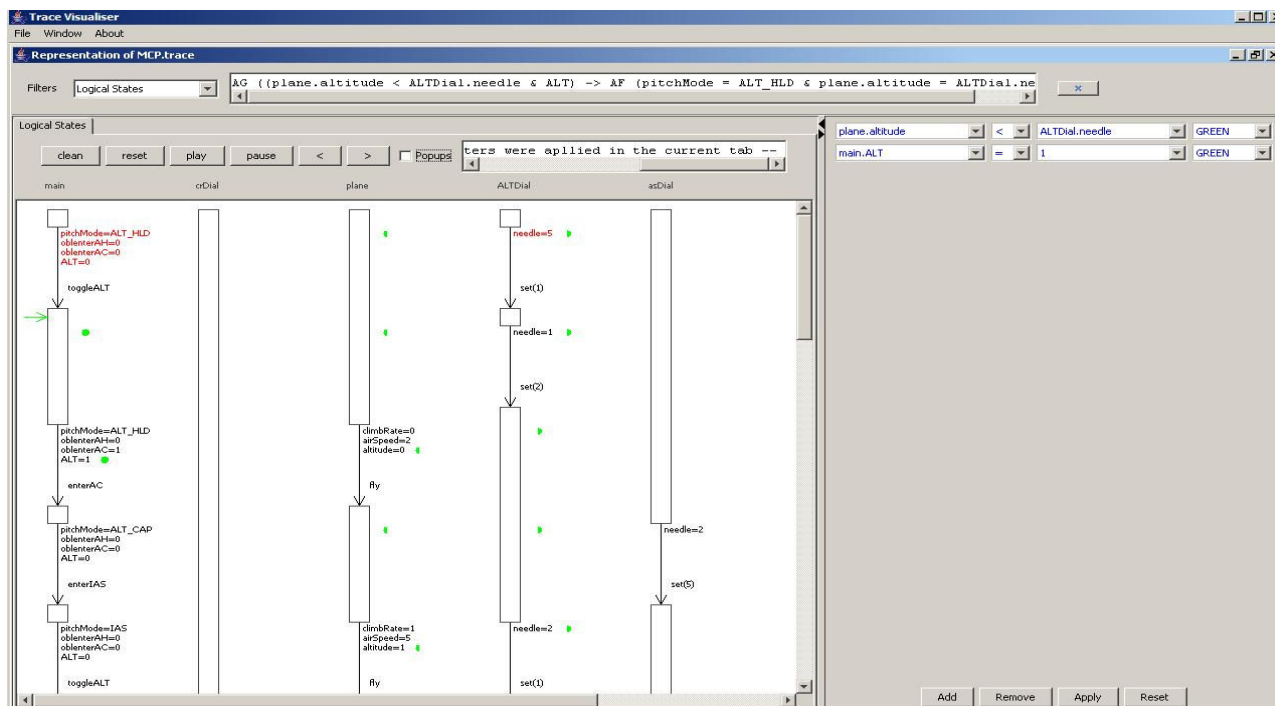 Trace Visualiser
File Window About
Representation of MCP.trace
Filters Logical States AG ((plane.altitude < ALTDial.needle & ALT) -> AF (pitchMode = ALT_HLD & plane.altitude = ALTDial.ne
×
Logical States
clean reset play pause < > Popups ters were apllied in the current tab --
plane.altitude < ALTDial.needle GREEN
main.ALT = 1 GREEN
main crDial plane ALTDial asDial
pitchMode=ALT_HLD needle=5
oblenterAH=0
oblenterAC=0
ALT=0
toggleALT set(1)
needle=1
set(2)
pitchMode=ALT_HLD climbRate=0
oblenterAH=0 airSpeed=2
oblenterAC=1 altitude=0
ALT=1
enterAC fly
pitchMode=ALT_CAP needle=2
oblenterAH=0
oblenterAC=0
ALT=0
enterIAS set(5)
pitchMode=IAS climbRate=1 needle=2
oblenterAH=0 airSpeed=5
oblenterAC=0 altitude=1
ALT=0
toggleALT fly set(1)
Add Remove Apply Reset